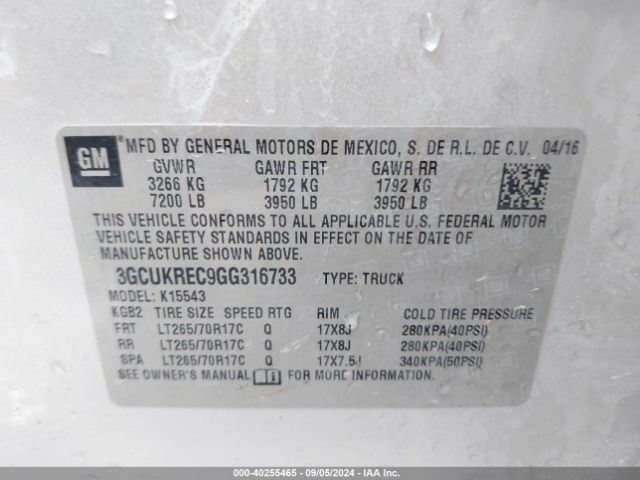 GM
*MFD BY GENERAL MOTORS DE MEXICO, S. DE R.L. DE C.V. 04/16
GVWR GAWR FRT GAWR RR
3266 KG 1792 KG 1792 KG
7200 LB 3950 LB 3950 LB
THIS VEHICLE CONFORMS TO ALL APPLICABLE U.S. FEDERAL MOTOR
VEHICLE SAFETY STANDARDS IN EFFECT ON THE DATE OF
MANUFACTURE SHOWN ABOVE.
3GCUKREC9GG316733 TYPE: TRUCK
MODEL: K15543
KGB2 TIRE SIZE SPEED RTG RIM COLD TIRE PRESSURE
FRT LT265/70R17C Q 17X8J 280KPA(40PSI)
RR LT265/70R17C Q 17X8J 280KPA(40PSI)
SPA LT265/70R17C Q 17X7.5J 340KPA(50PSI)
SEE OWNER'S MANUAL FOR MORE INFORMATION.
000-40255465 - 09/05/2024 - IAA Inc.